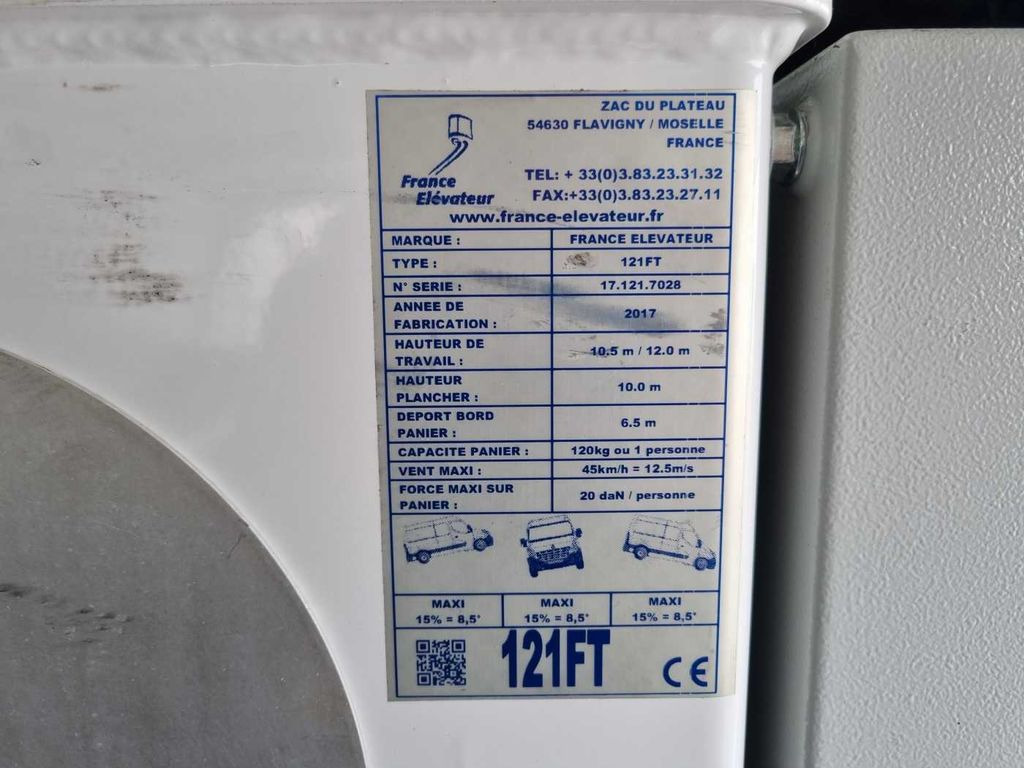 ZAC DU PLATEAU
54630 FLAVIGNY / MOSELLE
FRANCE
France
Elévateur
TEL: + 33(0)3.83.23.31.32
FAX:+33(0)3.83.23.27.11
www.france-elevateur.fr
MARQUE : FRANCE ELEVATEUR
TYPE : 121FT
N° SERIE : 17.121.7028
ANNEE DE
FABRICATION : 2017
HAUTEUR DE
TRAVAIL : 10.5 m / 12.0 m
HAUTEUR
PLANCHER : 10.0 m
DEPORT BORD
PANIER : 6.5 m
CAPACITE PANIER : 120kg ou 1 personne
VENT MAXI : 45km/h = 12.5m/s
FORCE MAXI SUR
PANIER : 20 daN / personne
MAXI MAXI MAXI
15% = 8,5° 15% = 8,5° 15% = 8,5°
121FT CE